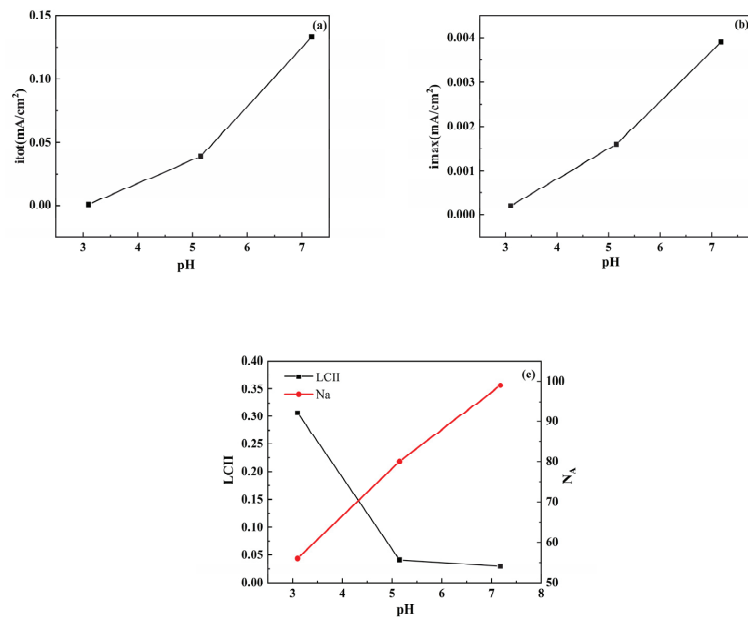 (a)
0.15
0.10
0.05
0.00
itot(mA/cm²)
3 4 5 6 7
pH
(b)
0.004
0.003
0.002
0.001
0.000
imax(mA/cm²)
3 4 5 6 7
pH
(c)
LCII
Na
0.40
0.35
0.30
0.25
0.20
0.15
0.10
0.05
0.00
LCII
100
90
80
70
60
50
N_A
3 4 5 6 7 8
pH